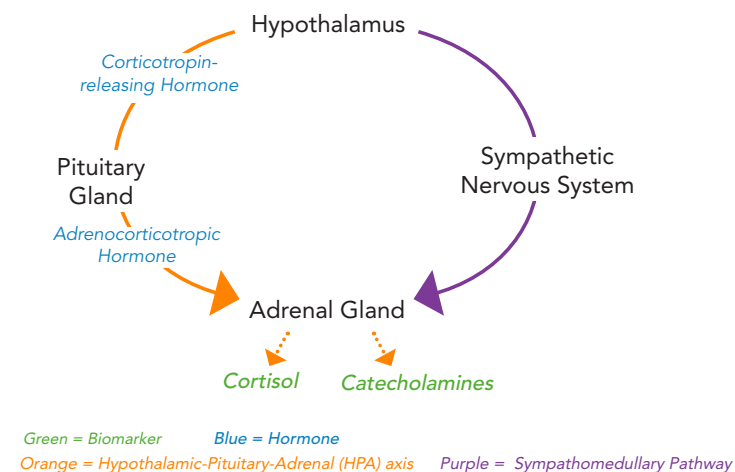 Hypothalamus
Corticotropin-
releasing Hormone
Pituitary
Gland
Sympathetic
Nervous System
Adrenocorticotropic
Hormone
Adrenal Gland
Cortisol
Catecholamines
Green = Biomarker
Blue = Hormone
Orange = Hypothalamic-Pituitary-Adrenal (HPA) axis
Purple = Sympathomedullary Pathway